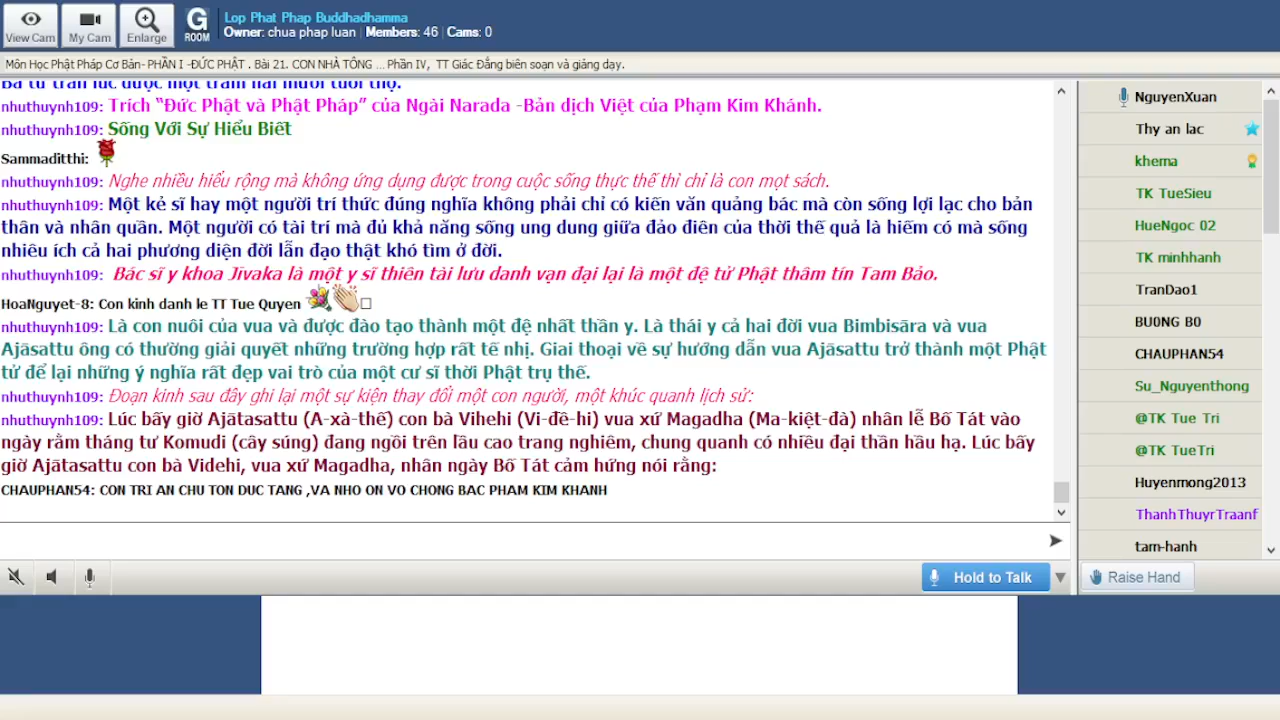 View Cam
My Cam
Enlarge
G
ROOM
Lop Phat Phap Buddhadhamma
Owner: chua phap luan | Members: 46 | Cams: 0
Môn Học Phật Pháp Cơ Bản- PHẦN I -ĐỨC PHẬT . Bài 21. CON NHÀ TÔNG ... Phần IV, TT Giác Đẳng biên soạn và giảng dạy.
Ba từ trần lúc được một trăm hai mươi tuổi thọ.
nhuthuynh109: Trích “Đức Phật và Phật Pháp” của Ngài Narada -Bản dịch Việt của Phạm Kim Khánh.
nhuthuynh109: Sống Với Sự Hiểu Biết
Sammaditthi:
nhuthuynh109: Nghe nhiều hiểu rộng mà không ứng dụng được trong cuộc sống thực thế thì chỉ là con mọt sách.
nhuthuynh109: Một kẻ sĩ hay một người trí thức đúng nghĩa không phải chỉ có kiến văn quảng bác mà còn sống lợi lạc cho bản
thân và nhân quần. Một người có tài trí mà đủ khả năng sống ung dung giữa đảo điên của thời thế quả là hiếm có mà sống
nhiêu ích cả hai phương diện đời lẫn đạo thật khó tìm ở đời.
nhuthuynh109: Bác sĩ y khoa Jivaka là một y sĩ thiên tài lưu danh vạn đại lại là một đệ tử Phật thâm tín Tam Bảo.
HoaNguyet-8: Con kinh danh le TT Tue Quyen
nhuthuynh109: Là con nuôi của vua và được đào tạo thành một đệ nhất thần y. Là thái y cả hai đời vua Bimbisāra và vua
Ajāsattu ông có thường giải quyết những trường hợp rất tế nhị. Giai thoại về sự hướng dẫn vua Ajāsattu trở thành một Phật
tử để lại những ý nghĩa rất đẹp vai trò của một cư sĩ thời Phật trụ thế.
nhuthuynh109: Đoạn kinh sau đây ghi lại một sự kiện thay đổi một con người, một khúc quanh lịch sử:
nhuthuynh109: Lúc bấy giờ Ajātasattu (A-xà-thế) con bà Vihehi (Vi-đề-hi) vua xứ Magadha (Ma-kiệt-đà) nhân lễ Bố Tát vào
ngày rằm tháng tư Komudi (cây súng) đang ngồi trên lầu cao trang nghiêm, chung quanh có nhiều đại thần hầu hạ. Lúc bấy
giờ Ajātasattu con bà Videhi, vua xứ Magadha, nhân ngày Bố Tát cảm hứng nói rằng:
CHAUPHAN54: CON TRI AN CHU TON DUC TANG ,VA NHO ON VO CHONG BAC PHAM KIM KHANH
NguyenXuan
Thy an lac
khema
TK TueSieu
HueNgoc 02
TK minhhanh
TranDao1
BU0NG B0
CHAUPHAN54
Su_Nguyenthong
@TK Tue Tri
@TK TueTri
Huyenmong2013
ThanhThuyrTraanf
tam-hanh
Hold to Talk
Raise Hand